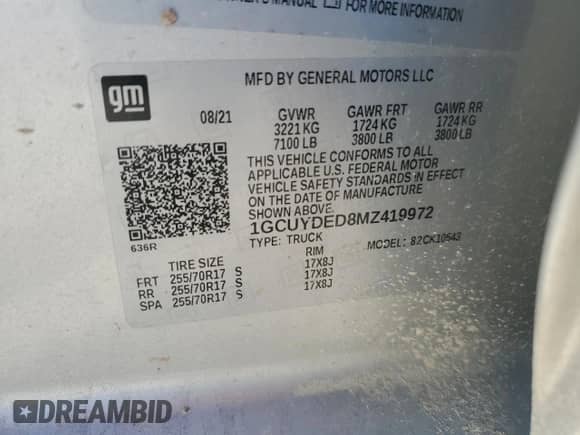 OWNER'S MANUAL FOR MORE INFORMATION
gm
MFD BY GENERAL MOTORS LLC
08/21 GVWR GAWR FRT GAWR RR
3221 KG 1724 KG 1724 KG
7100 LB 3800 LB 3800 LB
THIS VEHICLE CONFORMS TO ALL
APPLICABLE U.S. FEDERAL MOTOR
VEHICLE SAFETY STANDARDS IN EFFECT
ON THE DATE OF MANUFACTURE
SHOWN ABOVE.
1GCUYDED8MZ419972
636R
TYPE: TRUCK MODEL: 82CK10543
TIRE SIZE RIM
FRT 255/70R17 S 17X8J
RR 255/70R17 S 17X8J
SPA 255/70R17 S 17X8J
DREAMBID